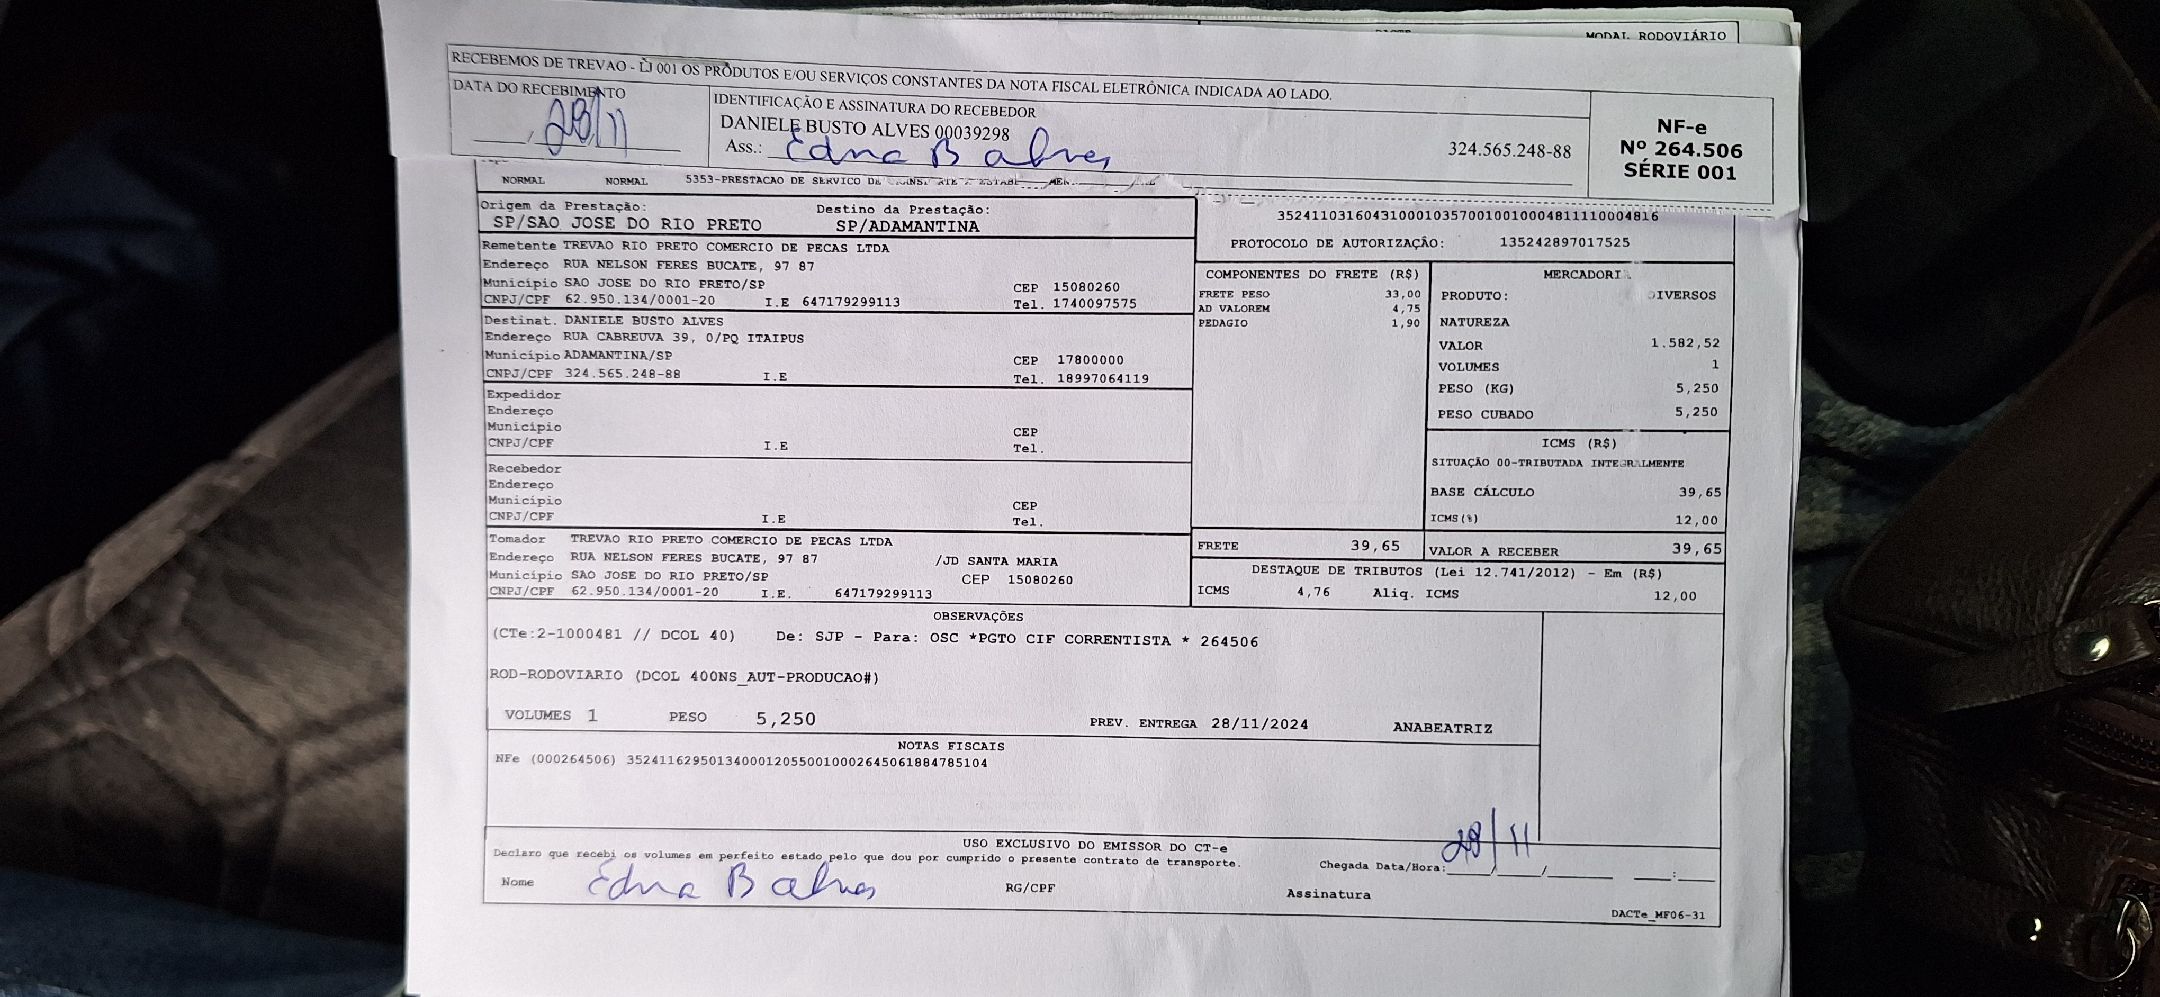 MODAL RODOVIÁRIO
RECEBEMOS DE TREVAO - LJ 001 OS PRODUTOS E/OU SERVIÇOS CONSTANTES DA NOTA FISCAL ELETRÔNICA INDICADA AO LADO.
DATA DO RECEBIMENTO
28/11
IDENTIFICAÇÃO E ASSINATURA DO RECEBEDOR
DANIELE BUSTO ALVES 00039298
Ass.: Edna B alves 324.565.248-88
NF-e
Nº 264.506
SÉRIE 001
NORMAL NORMAL 5353-PRESTACAO DE SERVICO DE
Origem da Prestação: Destino da Prestação:
SP/SAO JOSE DO RIO PRETO SP/ADAMANTINA
35241103160431000103570010010004811110004816
PROTOCOLO DE AUTORIZAÇÃO: 135242897017525
Remetente TREVAO RIO PRETO COMERCIO DE PECAS LTDA
Endereço RUA NELSON FERES BUCATE, 97 87
Município SAO JOSE DO RIO PRETO/SP CEP 15080260
CNPJ/CPF 62.950.134/0001-20 I.E 647179299113 Tel. 1740097575
Destinat. DANIELE BUSTO ALVES
Endereço RUA CABREUVA 39, 0/PQ ITAIPUS
Município ADAMANTINA/SP CEP 17800000
CNPJ/CPF 324.565.248-88 I.E Tel. 18997064119
Expedidor
Endereço
Município CEP
CNPJ/CPF I.E Tel.
Recebedor
Endereço
Município CEP
CNPJ/CPF I.E Tel.
Tomador TREVAO RIO PRETO COMERCIO DE PECAS LTDA
Endereço RUA NELSON FERES BUCATE, 97 87 /JD SANTA MARIA
Município SAO JOSE DO RIO PRETO/SP CEP 15080260
CNPJ/CPF 62.950.134/0001-20 I.E. 647179299113
COMPONENTES DO FRETE (R$)
FRETE PESO 33,00
AD VALOREM 4,75
PEDAGIO 1,90
FRETE 39,65
MERCADORI
PRODUTO: DIVERSOS
NATUREZA
VALOR 1.582,52
VOLUMES 1
PESO (KG) 5,250
PESO CUBADO 5,250
ICMS (R$)
SITUAÇÃO 00-TRIBUTADA INTEGRALMENTE
BASE CÁLCULO 39,65
ICMS(%) 12,00
VALOR A RECEBER 39,65
DESTAQUE DE TRIBUTOS (Lei 12.741/2012) - Em (R$)
ICMS 4,76 Aliq. ICMS 12,00
OBSERVAÇÕES
(CTe:2-1000481 // DCOL 40) De: SJP - Para: OSC *PGTO CIF CORRENTISTA * 264506
ROD-RODOVIARIO (DCOL 400NS_AUT-PRODUCAO#)
VOLUMES 1 PESO 5,250 PREV. ENTREGA 28/11/2024 ANABEATRIZ
NOTAS FISCAIS
NFe (000264506) 35241162950134000120550010002645061884785104
USO EXCLUSIVO DO EMISSOR DO CT-e
Declaro que recebi os volumes em perfeito estado pelo que dou por cumprido o presente contrato de transporte.
Chegada Data/Hora: 28/11
Nome Edna B alves RG/CPF Assinatura
DACTe_MF06-31